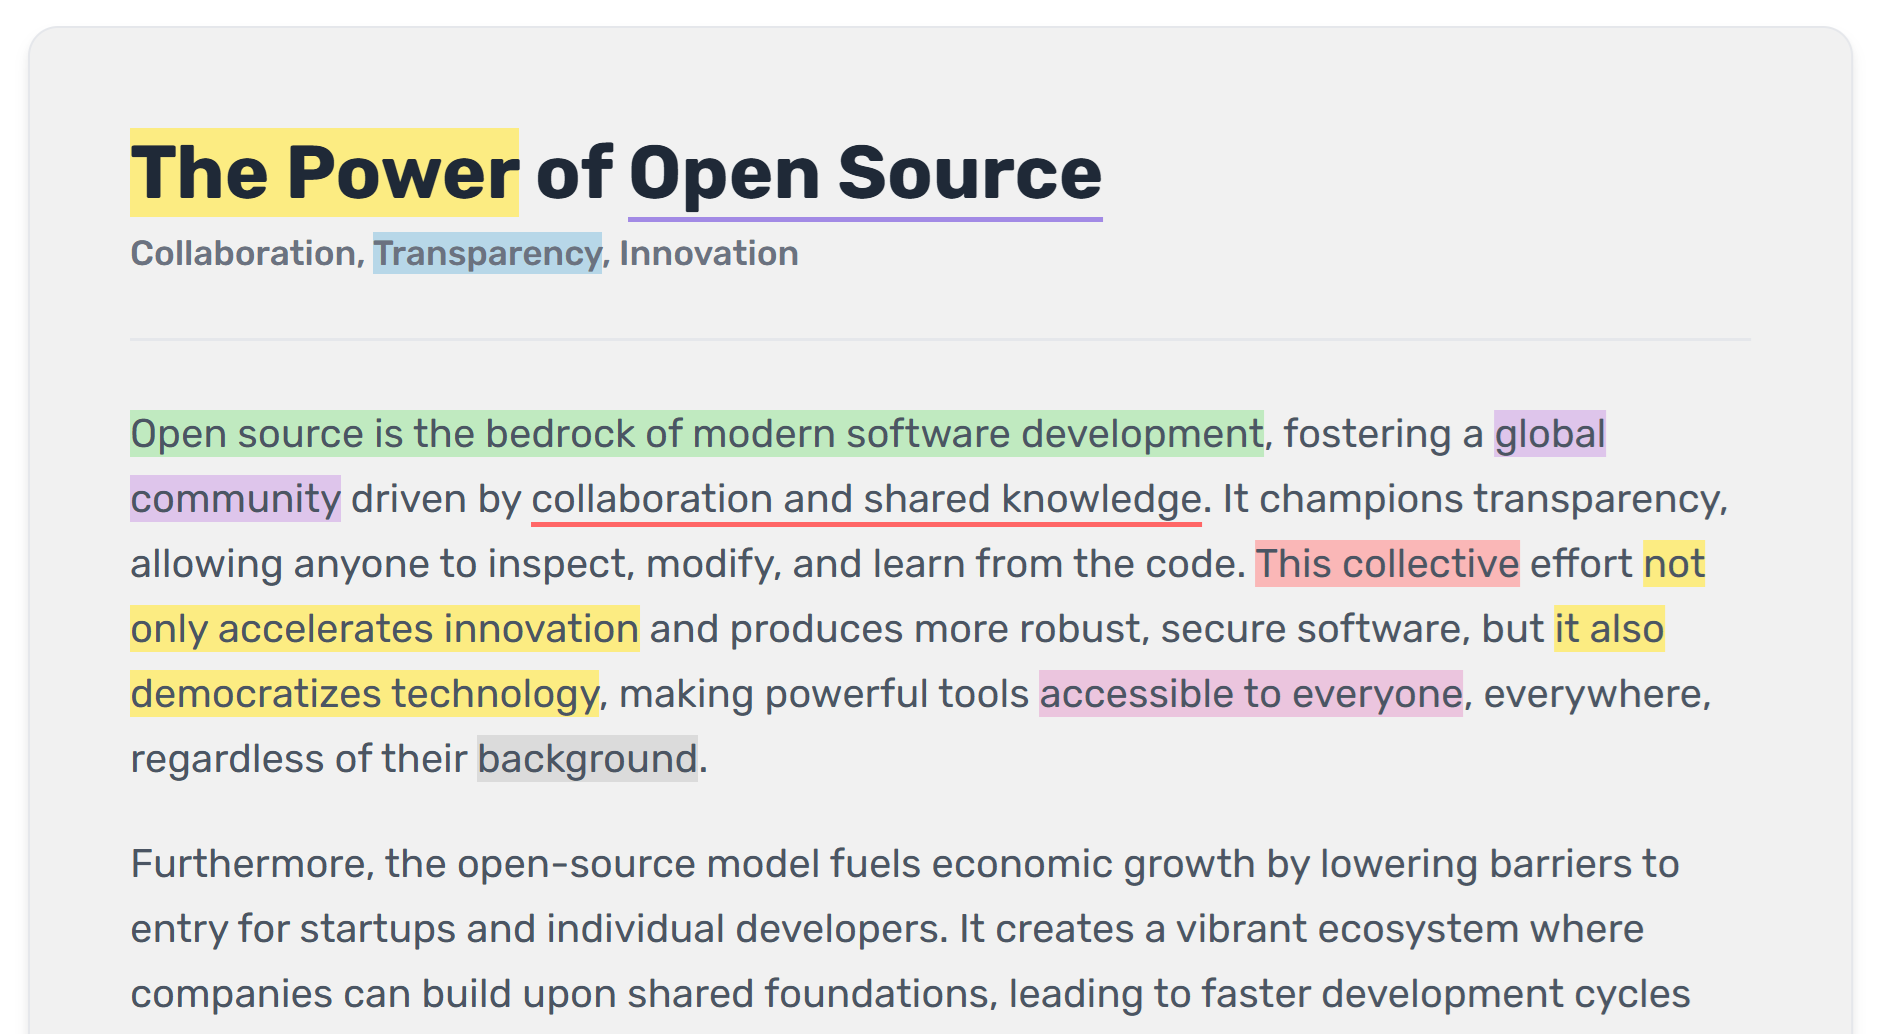 The Power of Open Source
Collaboration, Transparency, Innovation
Open source is the bedrock of modern software development, fostering a global
community driven by collaboration and shared knowledge. It champions transparency,
allowing anyone to inspect, modify, and learn from the code. This collective effort not
only accelerates innovation and produces more robust, secure software, but it also
democratizes technology, making powerful tools accessible to everyone, everywhere,
regardless of their background.
Furthermore, the open-source model fuels economic growth by lowering barriers to
entry for startups and individual developers. It creates a vibrant ecosystem where
companies can build upon shared foundations, leading to faster development cycles